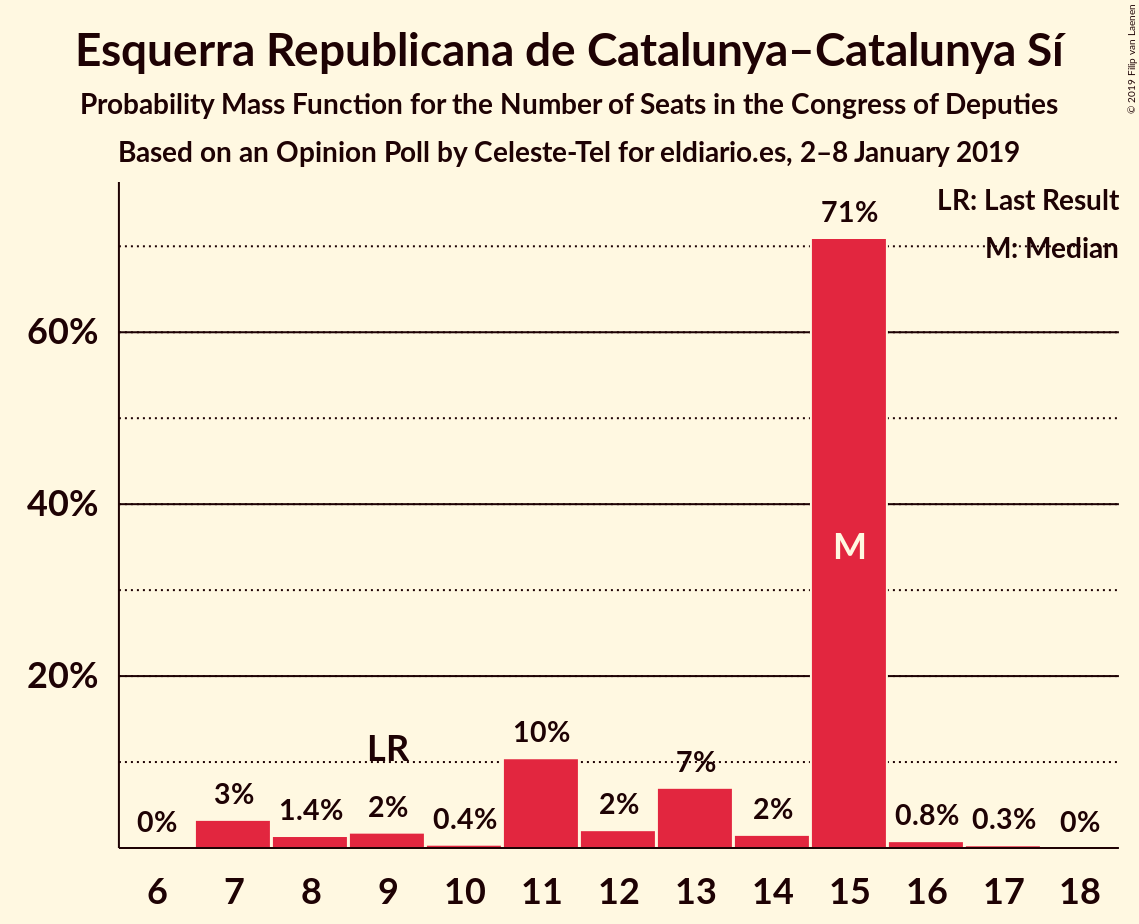 Esquerra Republicana de Catalunya–Catalunya Sí
Probability Mass Function for the Number of Seats in the Congress of Deputies
Based on an Opinion Poll by Celeste-Tel for eldiario.es, 2–8 January 2019
© 2019 Filip van Laenen
LR: Last Result
M: Median
71%
60%
40%
M
20%
LR
10%
7%
0%
3%
1.4%
2%
0.4%
2%
2%
0.8%
0.3%
0%
6 7 8 9 10 11 12 13 14 15 16 17 18